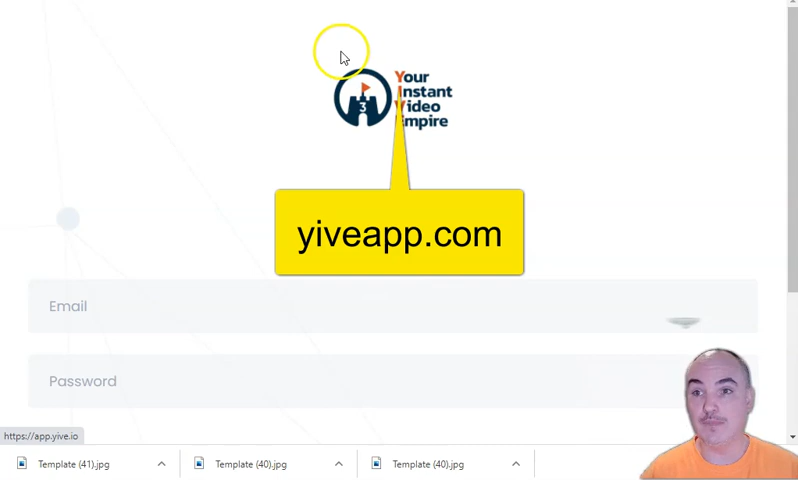 Your
Instant
Video
Empire
3
yiveapp.com
Email
Password
https://app.yive.io
Template (41).jpg
Template (40).jpg
Template (40).jpg